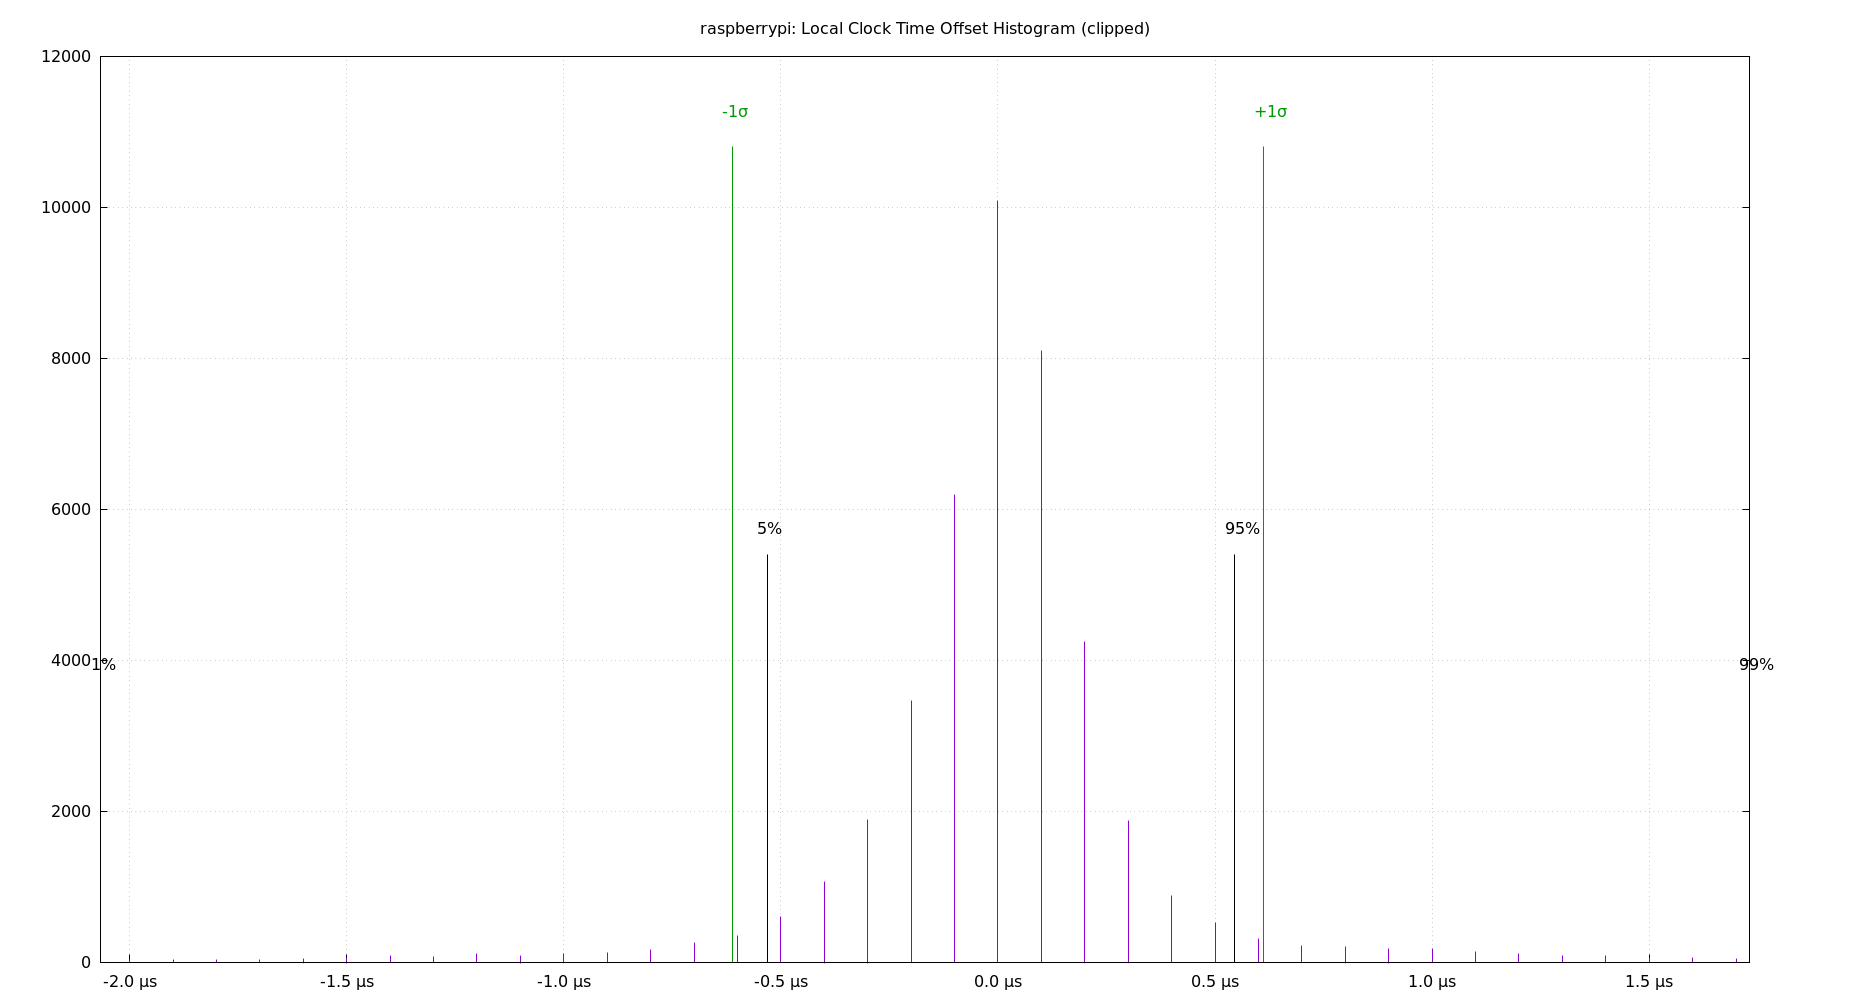 raspberrypi: Local Clock Time Offset Histogram (clipped)
12000
-1σ +1σ
10000
8000
6000
5% 95%
4000 1% 99%
2000
0
-2.0 µs -1.5 µs -1.0 µs -0.5 µs 0.0 µs 0.5 µs 1.0 µs 1.5 µs